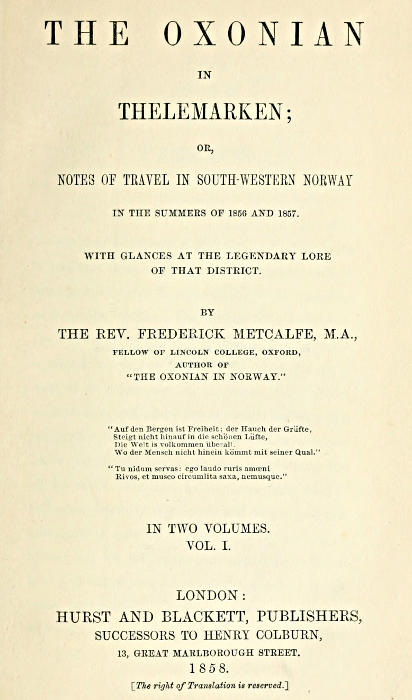 THE OXONIAN
IN
THELEMARKEN;
OR,
NOTES OF TRAVEL IN SOUTH-WESTERN NORWAY
IN THE SUMMERS OF 1856 AND 1857.
WITH GLANCES AT THE LEGENDARY LORE
OF THAT DISTRICT.
BY
THE REV. FREDERICK METCALFE, M.A.,
FELLOW OF LINCOLN COLLEGE, OXFORD,
AUTHOR OF
"THE OXONIAN IN NORWAY."
"Auf den Bergen ist Freiheit; der Hauch der Grüfte,
Steigt nicht hinauf in die schönen Lüfte,
Die Welt is volkommen überall,
Wo der Mensch nicht hinein kömmt mit seiner Qual."
"Tu nidum servas: ego laudo ruris amœni
Rivos, et musco circumlita saxa, nemusque."
IN TWO VOLUMES.
VOL. I.
LONDON:
HURST AND BLACKETT, PUBLISHERS,
SUCCESSORS TO HENRY COLBURN,
13, GREAT MARLBOROUGH STREET.
1858.
[The right of Translation is reserved.]